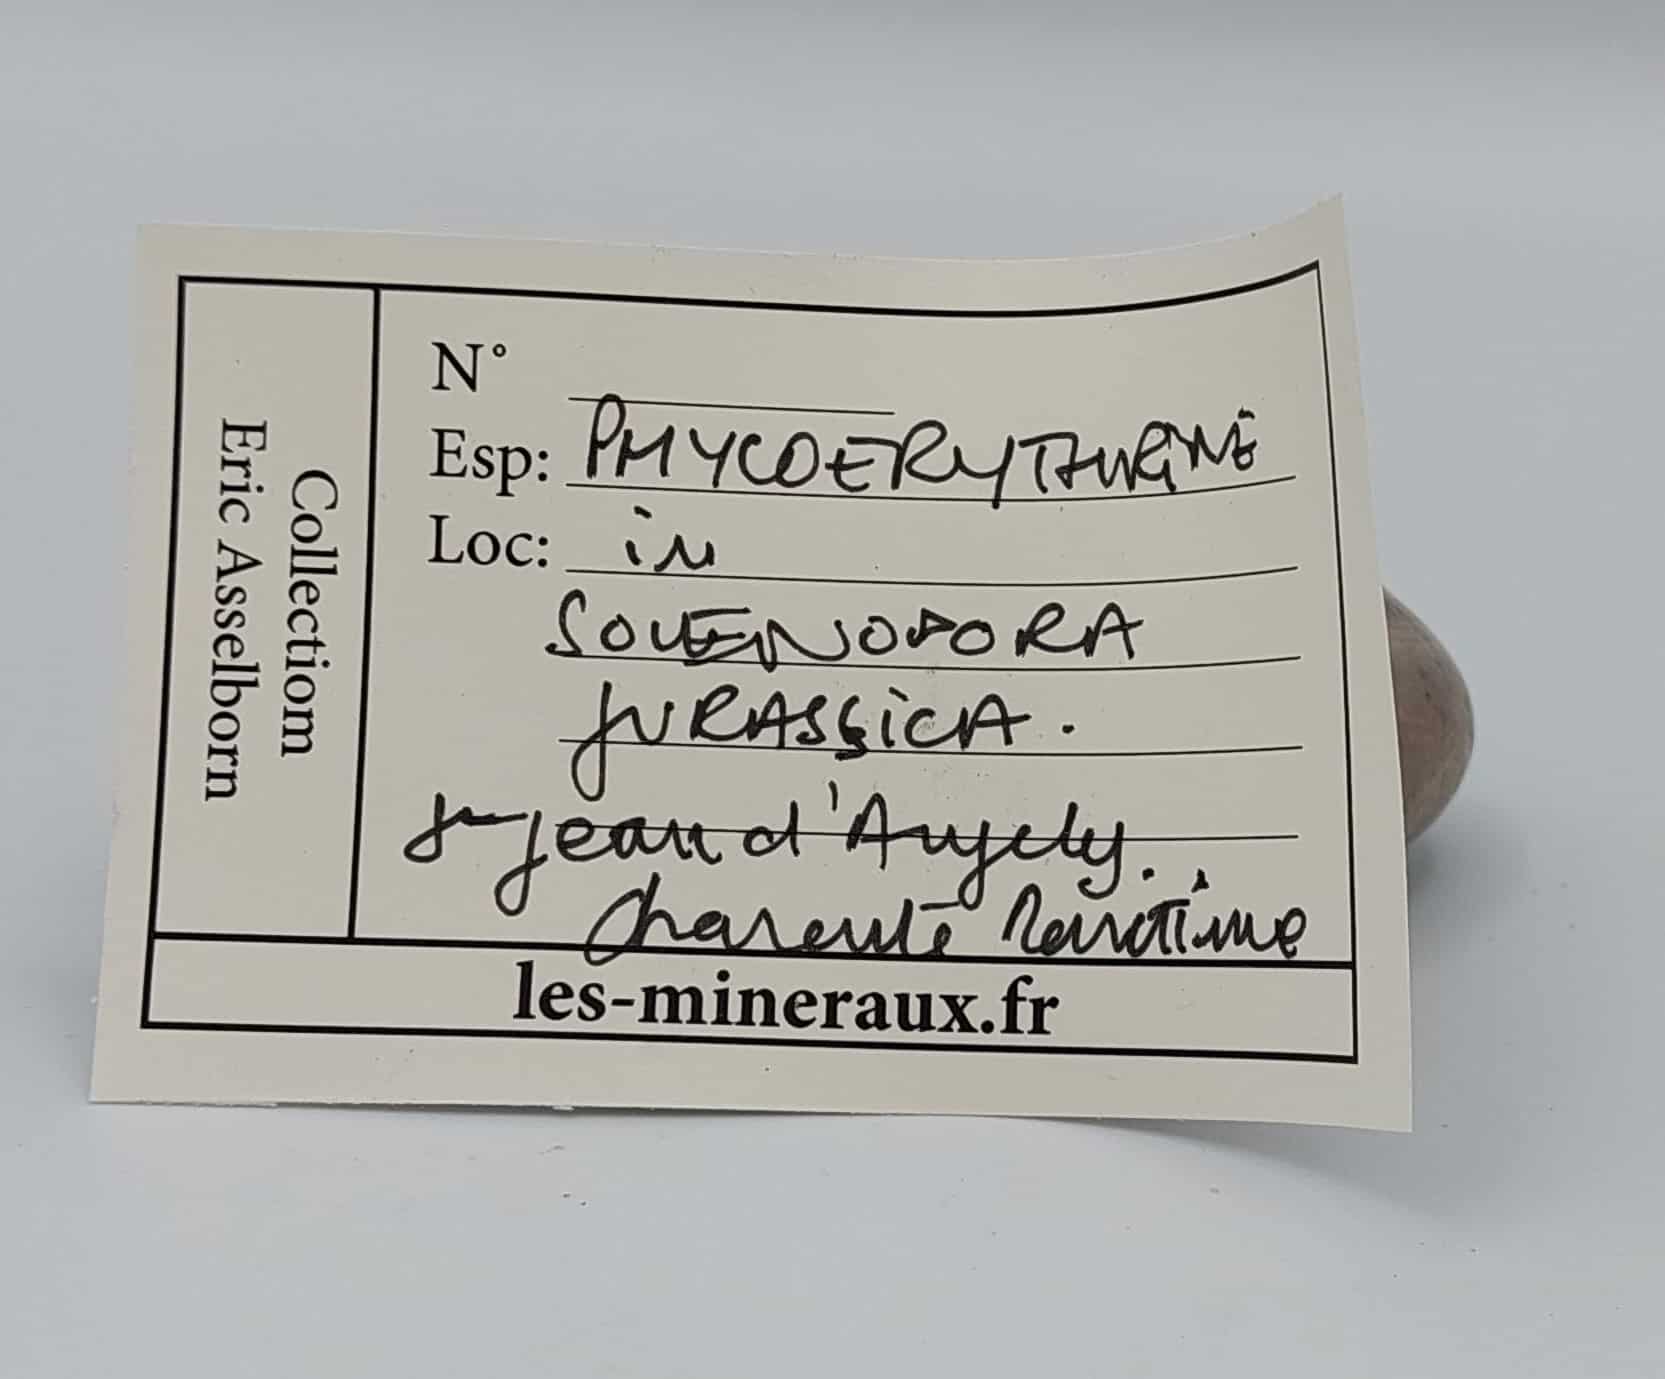 Collectiom
Eric Asselborn
N°
Esp: PHYCOERYTHRINE
Loc: in
SOLENOPORA
JURASSICA.
St Jean d'Angely.
Charente Maritime
les-mineraux.fr